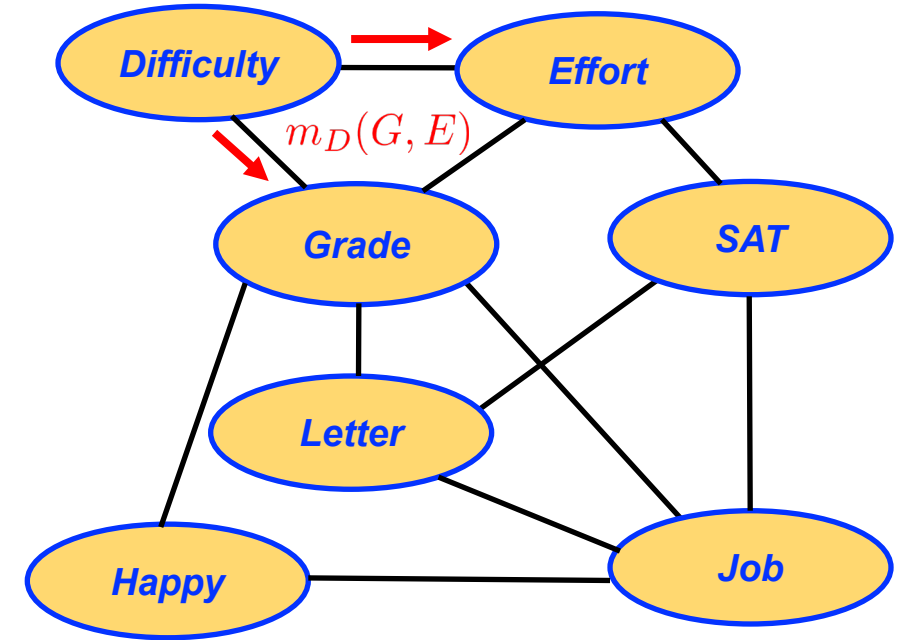 Difficulty
Effort
m_D(G, E)
Grade
SAT
Letter
Happy
Job